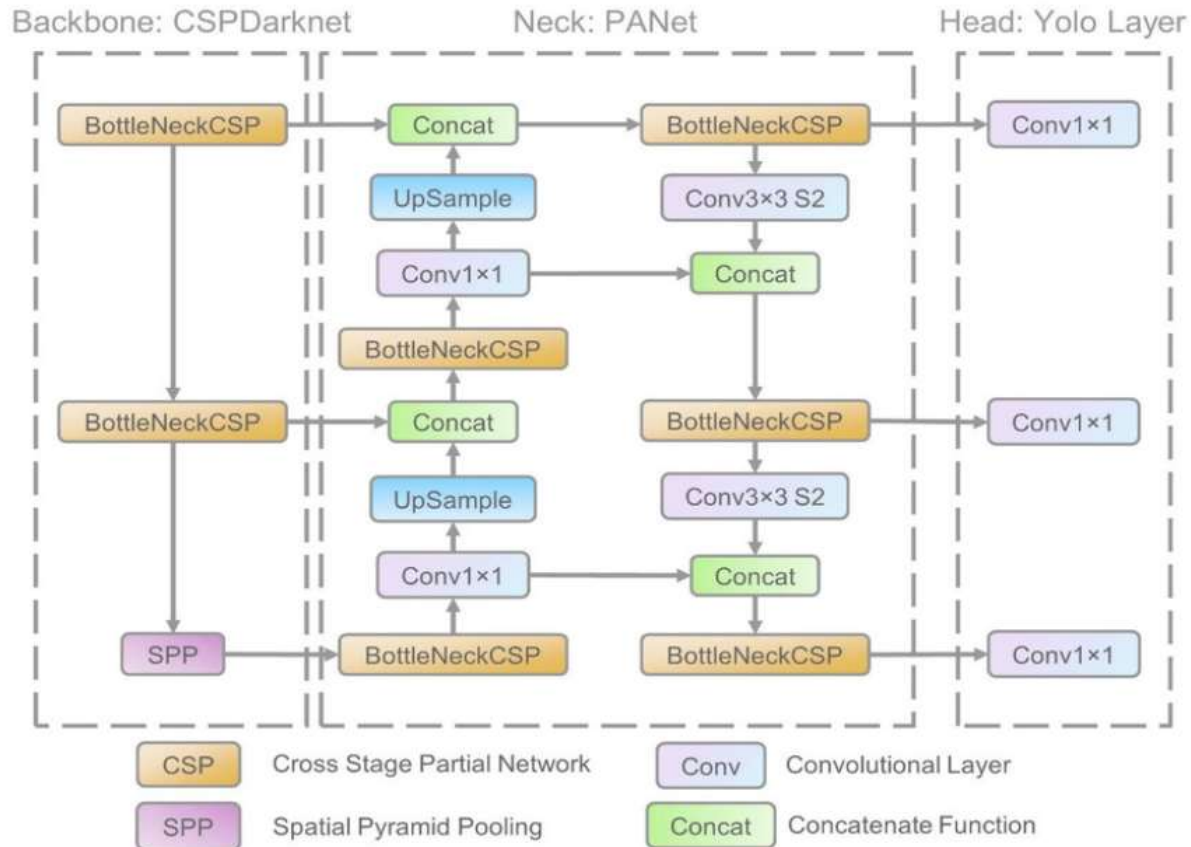 Backbone: CSPDarknet Neck: PANet Head: Yolo Layer
BottleNeckCSP Concat BottleNeckCSP Conv1×1
UpSample Conv3×3 S2
Conv1×1 Concat
BottleNeckCSP
BottleNeckCSP Concat BottleNeckCSP Conv1×1
UpSample Conv3×3 S2
Conv1×1 Concat
SPP BottleNeckCSP BottleNeckCSP Conv1×1
CSP Cross Stage Partial Network Conv Convolutional Layer
SPP Spatial Pyramid Pooling Concat Concatenate Function